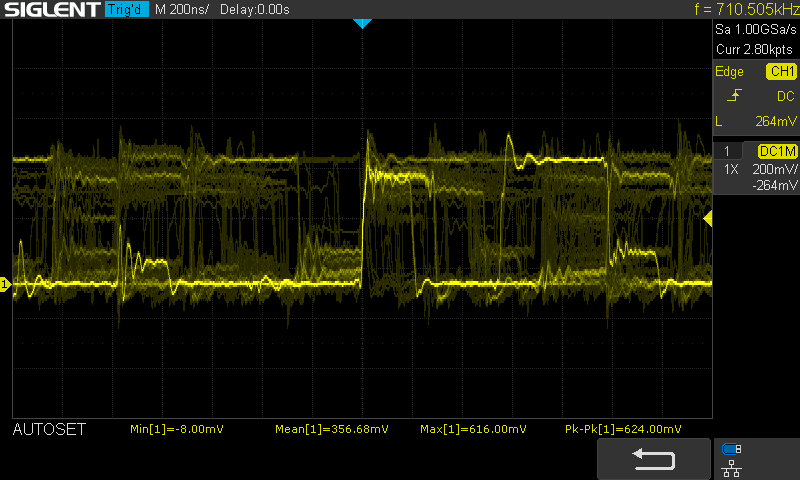 SIGLENT Trig'd M 200ns/ Delay:0.00s f = 710.505kHz
Sa 1.00GSa/s
Curr 2.80kpts
Edge CH1
DC
L 264mV
1 DC1M
1X 200mV/
-264mV
1
AUTOSET Min[1]=-8.00mV Mean[1]=356.68mV Max[1]=616.00mV Pk-Pk[1]=624.00mV